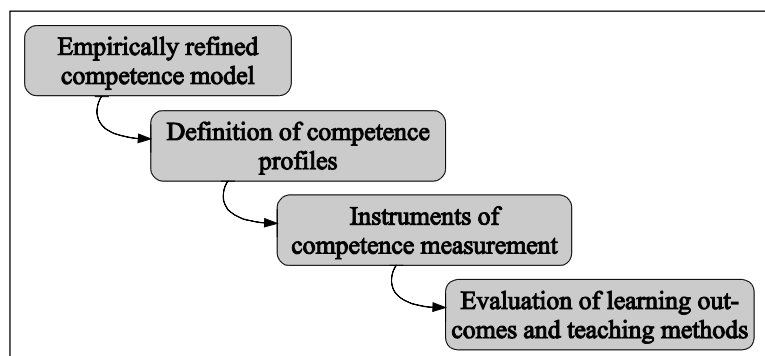 Empirically refined
competence model
Definition of competence
profiles
Instruments of
competence measurement
Evaluation of learning out-
comes and teaching methods